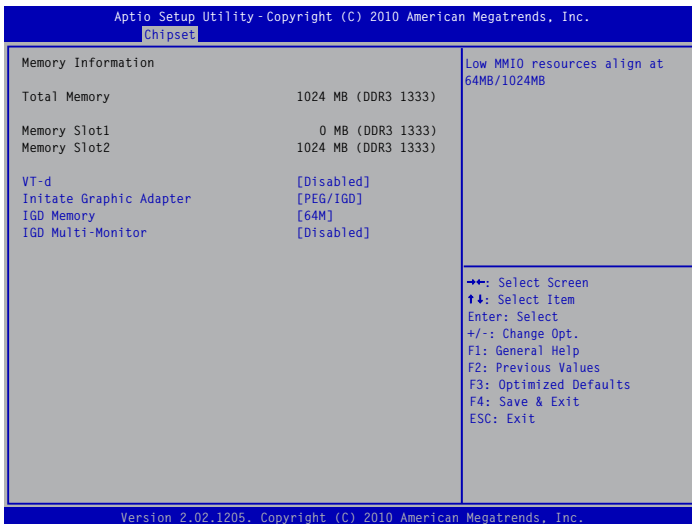 Aptio Setup Utility - Copyright (C) 2010 American Megatrends, Inc.
Chipset
Memory Information
Total Memory 1024 MB (DDR3 1333)
Memory Slot1 0 MB (DDR3 1333)
Memory Slot2 1024 MB (DDR3 1333)
VT-d [Disabled]
Initate Graphic Adapter [PEG/IGD]
IGD Memory [64M]
IGD Multi-Monitor [Disabled]
Low MMIO resources align at
64MB/1024MB
→←: Select Screen
↑↓: Select Item
Enter: Select
+/-: Change Opt.
F1: General Help
F2: Previous Values
F3: Optimized Defaults
F4: Save & Exit
ESC: Exit
Version 2.02.1205. Copyright (C) 2010 American Megatrends, Inc.